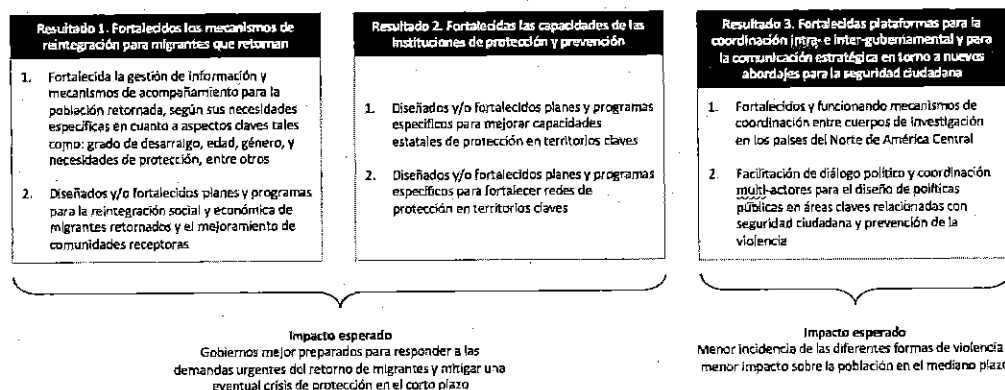 Resultado 1. Fortalecidos los mecanismos de
reintegración para migrantes que retornan
1. Fortalecida la gestión de información y
mecanismos de acompañamiento para la
población retornada, según sus necesidades
específicas en cuanto a aspectos claves tales
como: grado de desarraigo, edad, género, y
necesidades de protección, entre otros
2. Diseñados y/o fortalecidos planes y programas
para la reintegración social y económica de
migrantes retornados y el mejoramiento de
comunidades receptoras
Resultado 2. Fortalecidas las capacidades de las
instituciones de protección y prevención
1. Diseñados y/o fortalecidos planes y programas
específicos para mejorar capacidades
estatales de protección en territorios claves
2. Diseñados y/o fortalecidos planes y programas
específicos para fortalecer redes de
protección en territorios claves
Resultado 3. Fortalecidas plataformas para la
coordinación intra- e inter-gubernamental y para
la comunicación estratégica en torno a nuevos
abordajes para la seguridad ciudadana
1. Fortalecidos y funcionando mecanismos de
coordinación entre cuerpos de investigación
en los países del Norte de América Central
2. Facilitación de diálogo político y coordinación
multi-actores para el diseño de políticas
públicas en áreas claves relacionadas con
seguridad ciudadana y prevención de la
violencia
Impacto esperado
Gobiernos mejor preparados para responder a las
demandas urgentes del retorno de migrantes y mitigar una
eventual crisis de protección en el corto plazo
Impacto esperado
Menor incidencia de las diferentes formas de violencia
menor impacto sobre la población en el mediano plazo